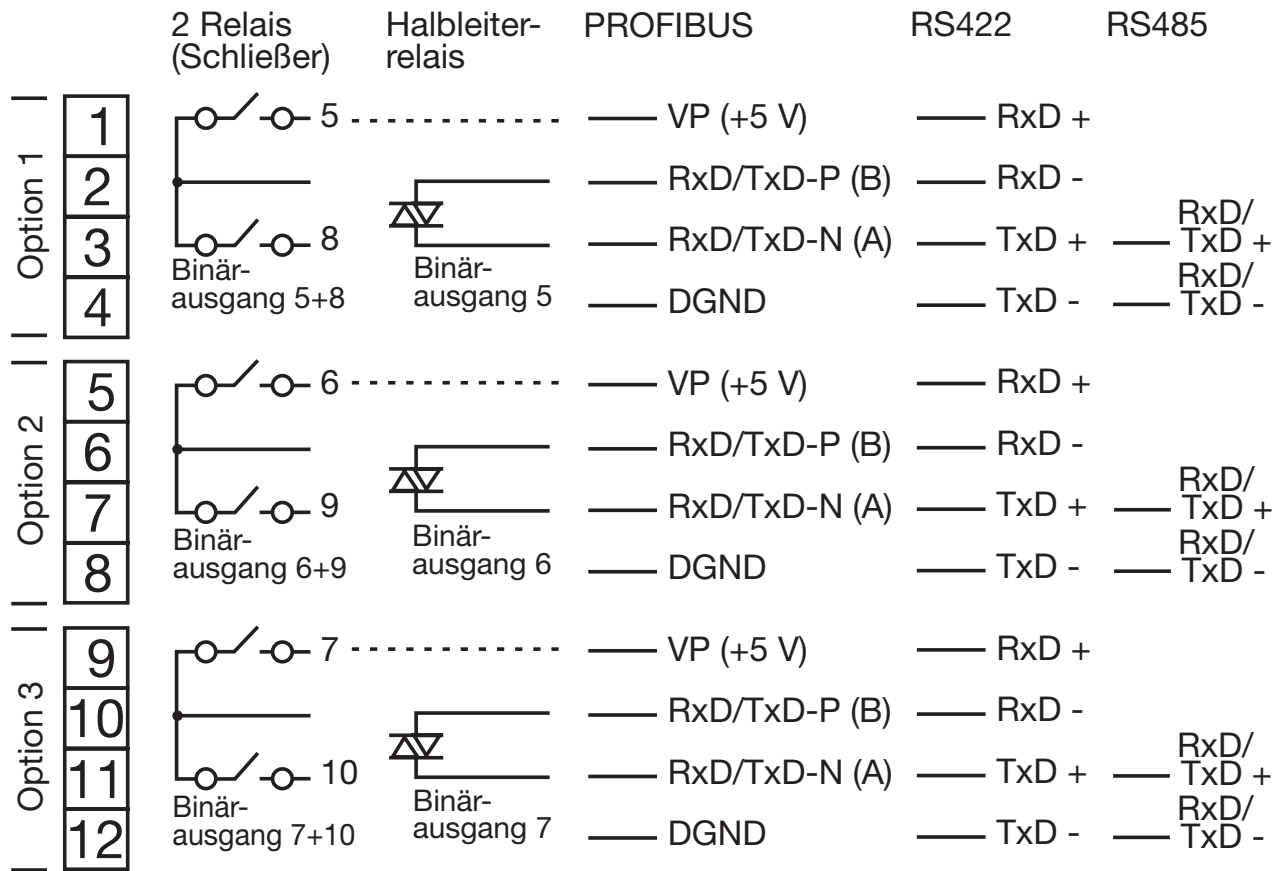 2 Relais
(Schließer)
Halbleiter-
relais
PROFIBUS
RS422
RS485
Option 1
1
5
VP (+5 V)
RxD +
2
RxD/TxD-P (B)
RxD -
3
8
RxD/TxD-N (A)
TxD +
RxD/
TxD +
Binär-
ausgang 5+8
Binär-
ausgang 5
4
DGND
TxD -
RxD/
TxD -
Option 2
5
6
VP (+5 V)
RxD +
6
RxD/TxD-P (B)
RxD -
7
9
RxD/TxD-N (A)
TxD +
RxD/
TxD +
Binär-
ausgang 6+9
Binär-
ausgang 6
8
DGND
TxD -
RxD/
TxD -
Option 3
9
7
VP (+5 V)
RxD +
10
RxD/TxD-P (B)
RxD -
11
10
RxD/TxD-N (A)
TxD +
RxD/
TxD +
Binär-
ausgang 7+10
Binär-
ausgang 7
12
DGND
TxD -
RxD/
TxD -